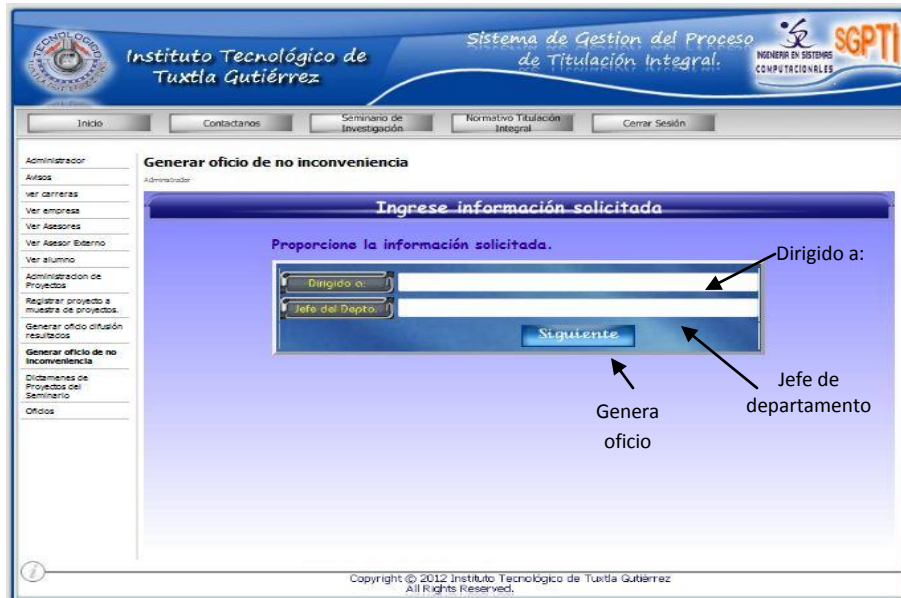 Instituto Tecnológico de
Tuxtla Gutiérrez
Sistema de Gestion del Proceso
de Titulación Integral.
INGENIERIA EN SISTEMAS
COMPUTACIONALES
SGPTI
Inicio
Contactanos
Seminario de
Investigación
Normativo Titulación
Integral
Cerrar Sesión
Administrador
Avisos
ver carreras
Ver empresa
Ver Asesores
Ver Asesor Externo
Ver alumno
Administracion de
Proyectos
Registrar proyecto a
muestra de proyectos.
Generar oficio difusión
resultados
Generar oficio de no
inconveniencia
Dictamenes de
Proyectos del
Seminario
Oficios
Generar oficio de no inconveniencia
Administrador
Ingrese información solicitada
Proporcione la información solicitada.
Dirigido a:
Jefe del Depto.
Siguiente
Dirigido a:
Jefe de
departamento
Genera
oficio
Copyright © 2012 Instituto Tecnológico de Tuxtla Gutiérrez
All Rights Reserved.